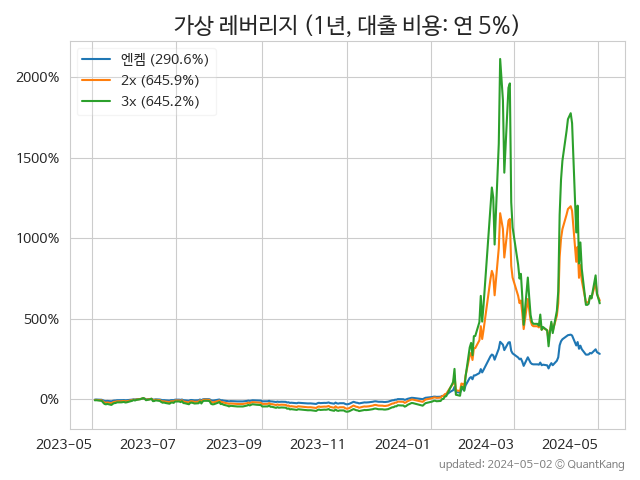 가상 레버리지 (1년, 대출 비용: 연 5%)
엔켐 (290.6%)
2x (645.9%)
3x (645.2%)
2000%
1500%
1000%
500%
0%
2023-05 2023-07 2023-09 2023-11 2024-01 2024-03 2024-05
updated: 2024-05-02 © QuantKang